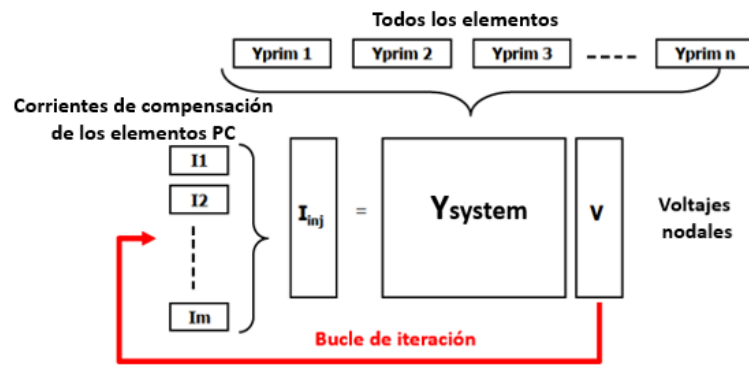 Todos los elementos
Yprim 1 Yprim 2 Yprim 3 Yprim n
Corrientes de compensación
de los elementos PC
I1
I2
Im
Iinj = Ysystem V
Voltajes
nodales
Bucle de iteración